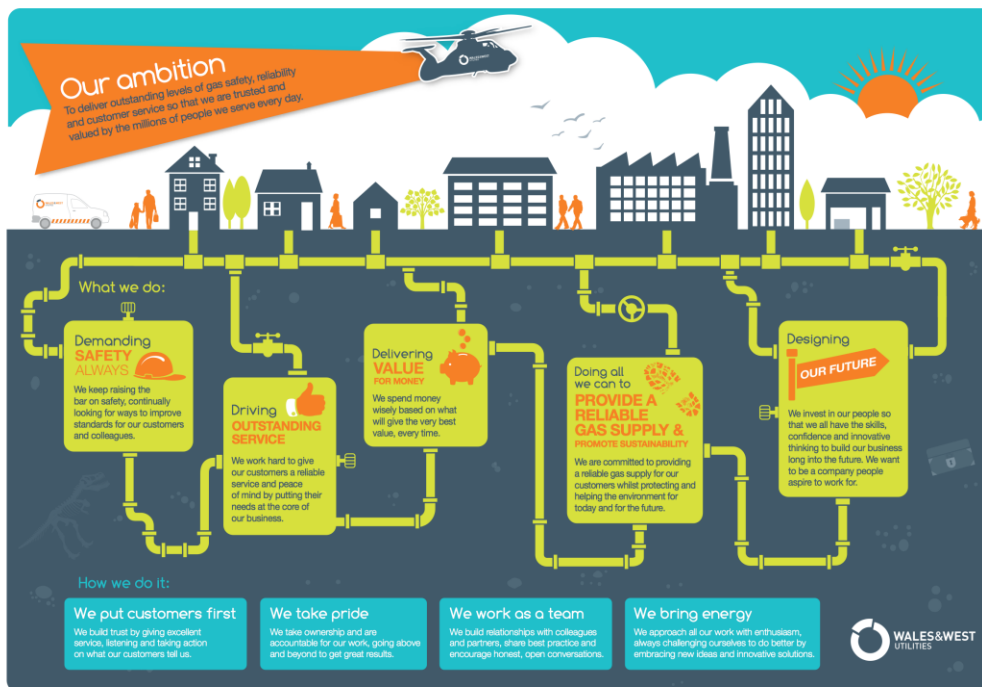 Our ambition
To deliver outstanding levels of gas safety, reliability
and customer service so that we are trusted and
valued by the millions of people we serve every day.
WALES&WEST
UTILITIES
What we do:
Demanding
SAFETY
ALWAYS
We keep raising the
bar on safety, continually
looking for ways to improve
standards for our customers
and colleagues.
Driving
OUTSTANDING
SERVICE
We work hard to give
our customers a reliable
service and peace
of mind by putting their
needs at the core of
our business.
Delivering
VALUE
FOR MONEY
We spend money
wisely based on what
will give the very best
value, every time.
Doing all
we can to
PROVIDE A
RELIABLE
GAS SUPPLY &
PROMOTE SUSTAINABILITY
We are committed to providing
a reliable gas supply for our
customers whilst protecting and
helping the environment for
today and for the future.
Designing
OUR FUTURE
We invest in our people so
that we all have the skills,
confidence and innovative
thinking to build our business
long into the future. We want
to be a company people
aspire to work for.
How we do it:
We put customers first
We build trust by giving excellent
service, listening and taking action
on what our customers tell us.
We take pride
We take ownership and are
accountable for our work, going above
and beyond to get great results.
We work as a team
We build relationships with colleagues
and partners, share best practice and
encourage honest, open conversations.
We bring energy
We approach all our work with enthusiasm,
always challenging ourselves to do better by
embracing new ideas and innovative solutions.
WALES&WEST
UTILITIES